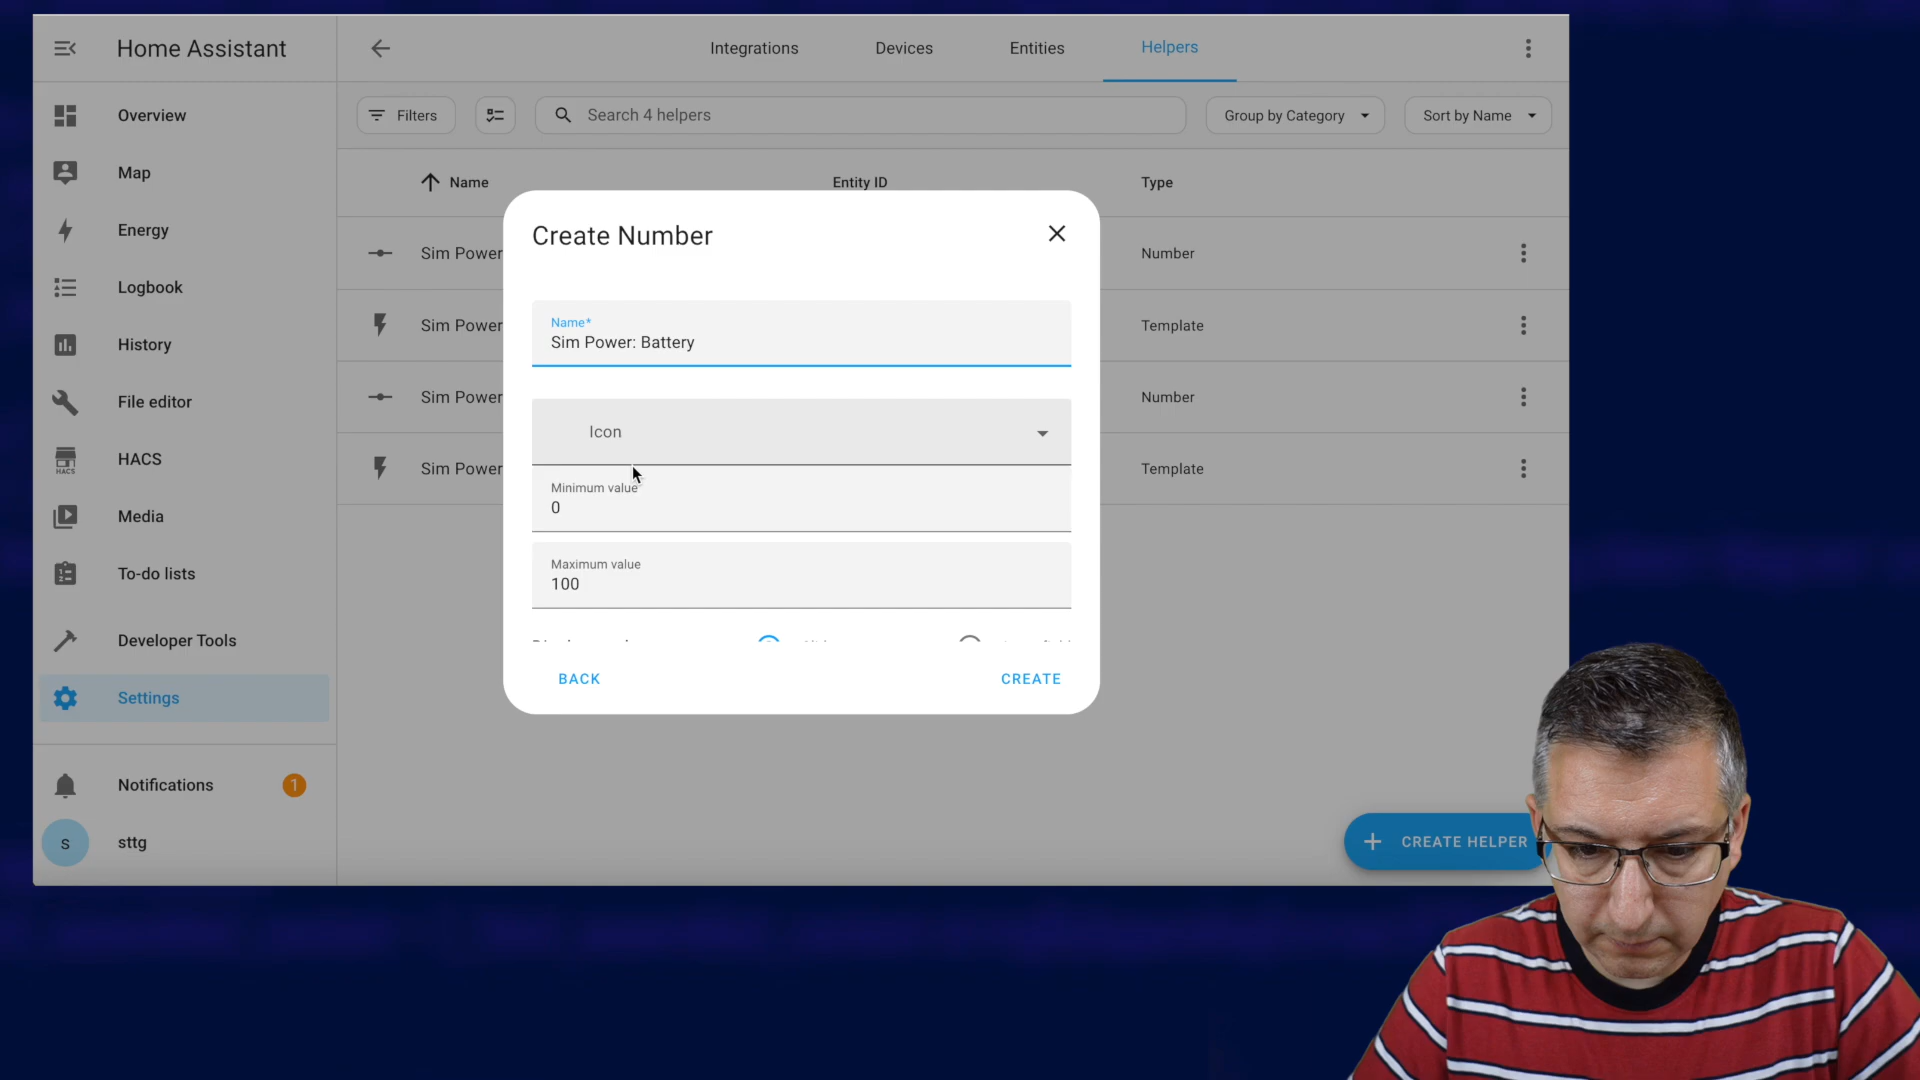 Home Assistant
Integrations
Devices
Entities
Helpers
Overview
Map
Energy
Logbook
History
File editor
HACS
HACS
Media
To-do lists
Developer Tools
Settings
Notifications
1
s
sttg
Filters
Search 4 helpers
Group by Category
Sort by Name
Name
Entity ID
Type
Sim Power
Number
Sim Power
Template
Sim Power
Number
Sim Power
Template
Create Number
Name*
Sim Power: Battery
Icon
Minimum value
0
Maximum value
100
BACK
CREATE
CREATE HELPER